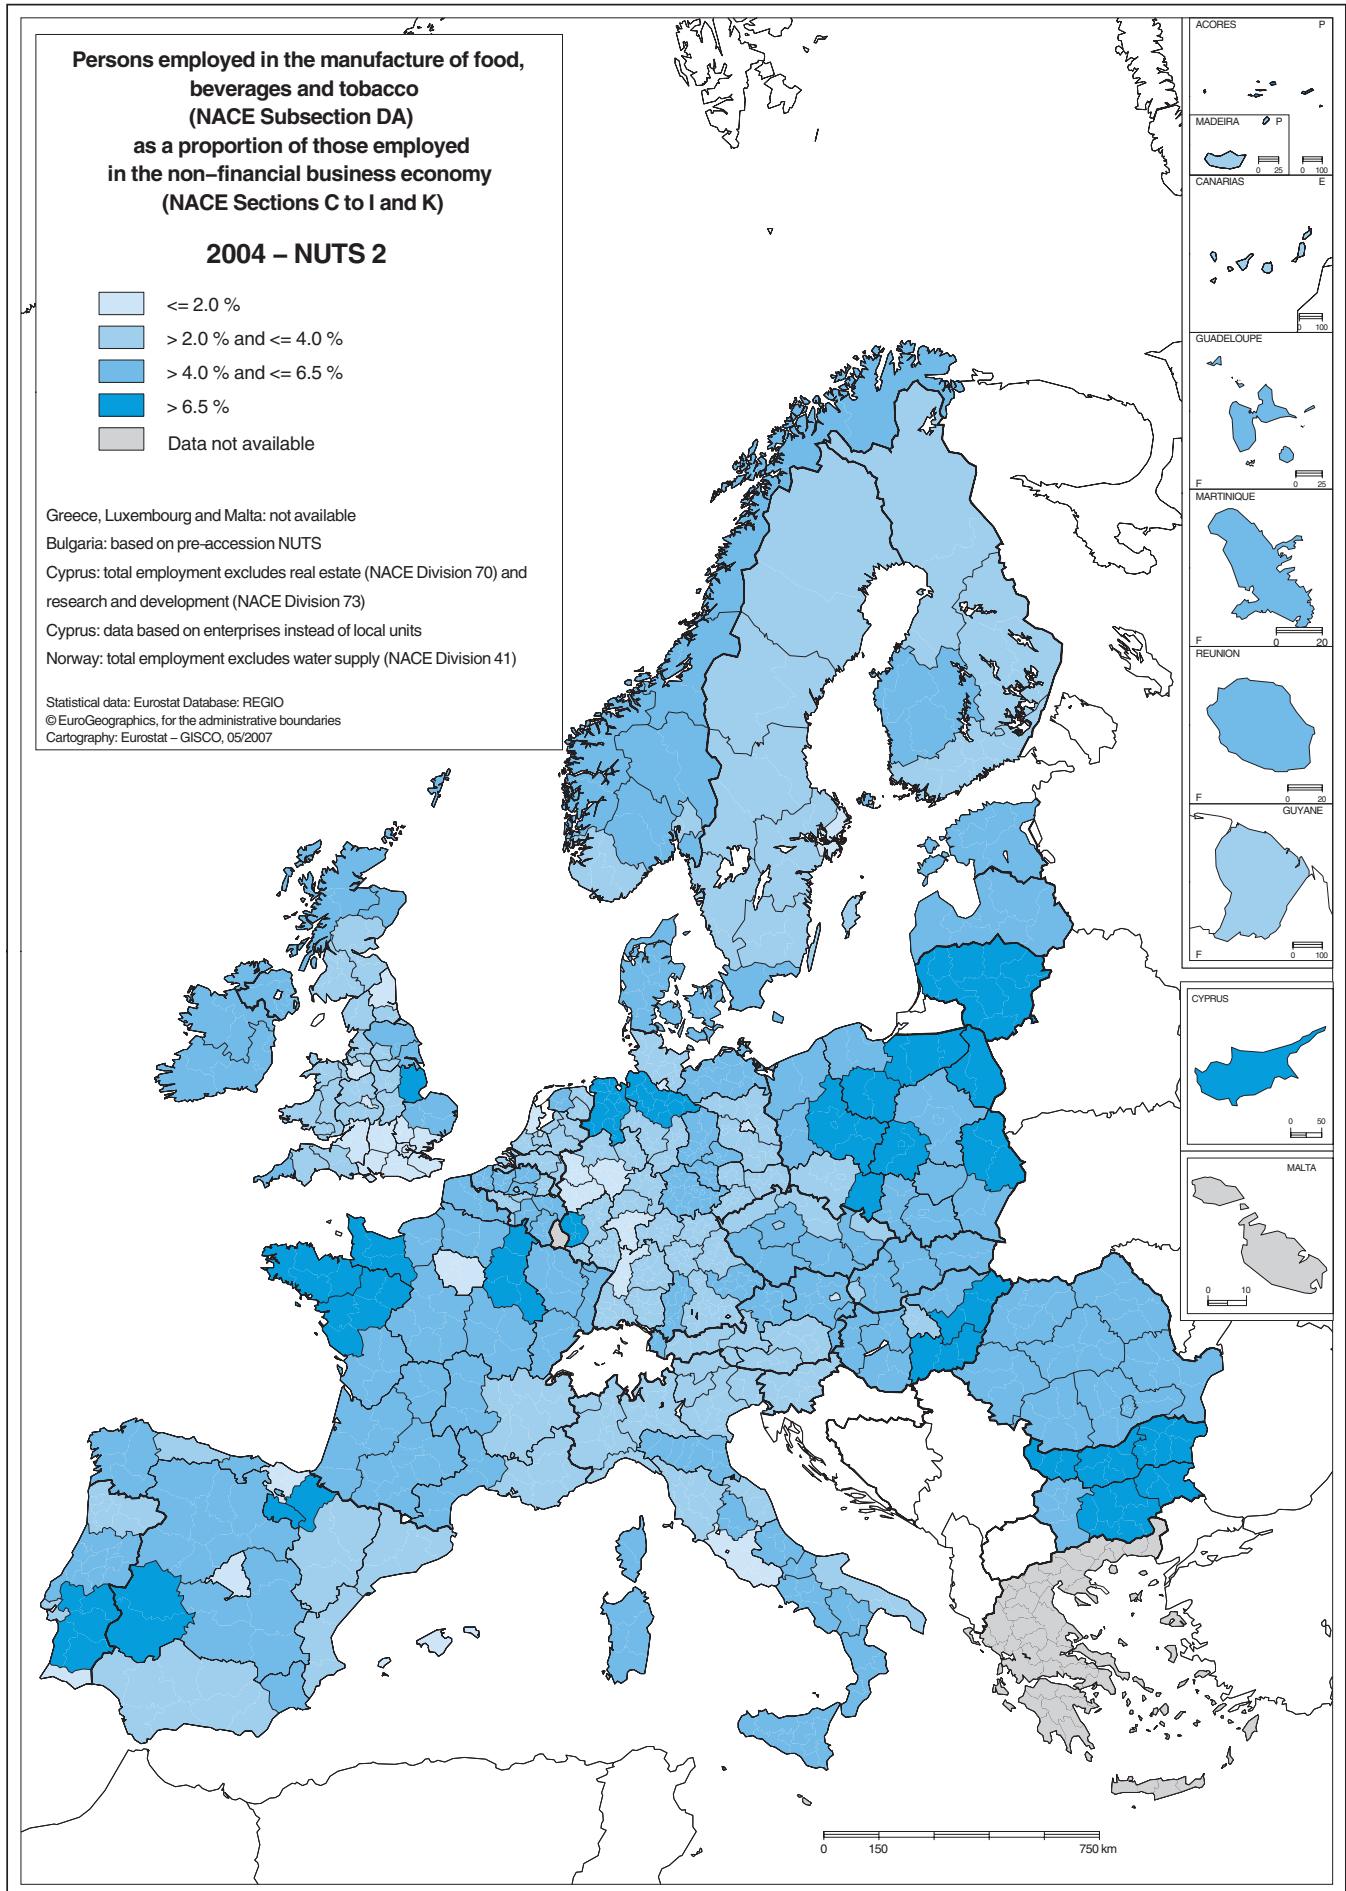 Persons employed in the manufacture of food,
beverages and tobacco
(NACE Subsection DA)
as a proportion of those employed
in the non–financial business economy
(NACE Sections C to I and K)
2004 – NUTS 2
<= 2.0 %
> 2.0 % and <= 4.0 %
> 4.0 % and <= 6.5 %
> 6.5 %
Data not available
Greece, Luxembourg and Malta: not available
Bulgaria: based on pre-accession NUTS
Cyprus: total employment excludes real estate (NACE Division 70) and
research and development (NACE Division 73)
Cyprus: data based on enterprises instead of local units
Norway: total employment excludes water supply (NACE Division 41)
Statistical data: Eurostat Database: REGIO
© EuroGeographics, for the administrative boundaries
Cartography: Eurostat – GISCO, 05/2007
ACORES P
MADEIRA P
0 25 0 100
CANARIAS E
0 100
GUADELOUPE
F 0 25
MARTINIQUE
F 0 20
REUNION
F 0 20
GUYANE
F 0 100
CYPRUS
0 50
MALTA
0 10
0 150 750 km